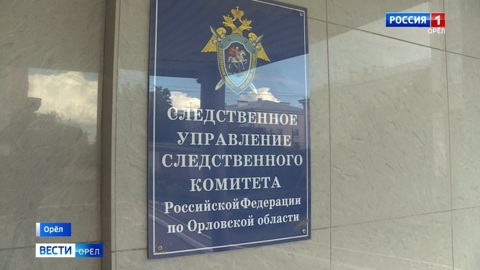 РОССИЯ 1
ОРЁЛ
СЛЕДСТВЕННОЕ
УПРАВЛЕНИЕ
СЛЕДСТВЕННОГО
КОМИТЕТА
Российской Федерации
по Орловской области
Орёл
ВЕСТИ ОРЁЛ